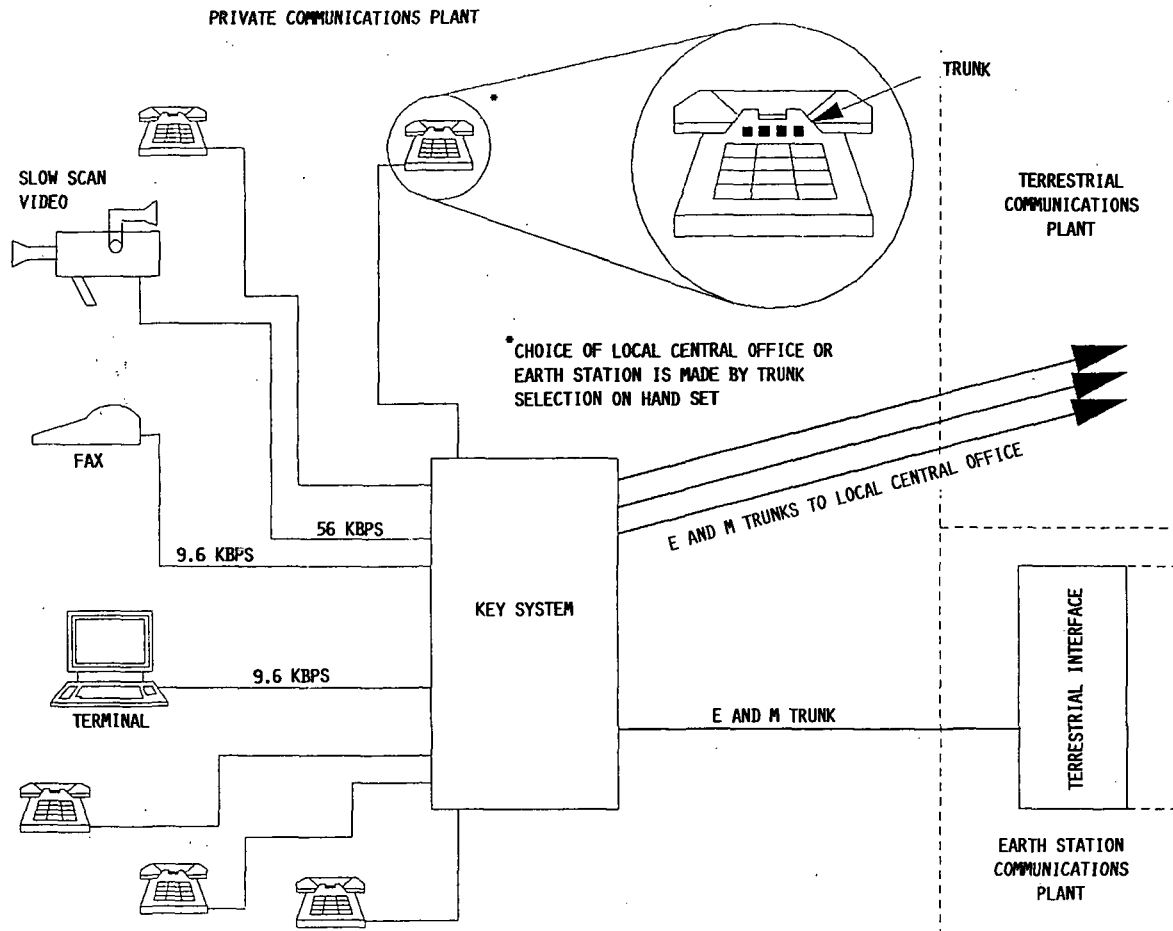 PRIVATE COMMUNICATIONS PLANT
TRUNK
SLOW SCAN
VIDEO
TERRESTRIAL
COMMUNICATIONS
PLANT
*
*CHOICE OF LOCAL CENTRAL OFFICE OR
EARTH STATION IS MADE BY TRUNK
SELECTION ON HAND SET
FAX
E AND M TRUNKS TO LOCAL CENTRAL OFFICE
56 KBPS
9.6 KBPS
KEY SYSTEM
TERRESTRIAL INTERFACE
9.6 KBPS
TERMINAL
E AND M TRUNK
EARTH STATION
COMMUNICATIONS
PLANT